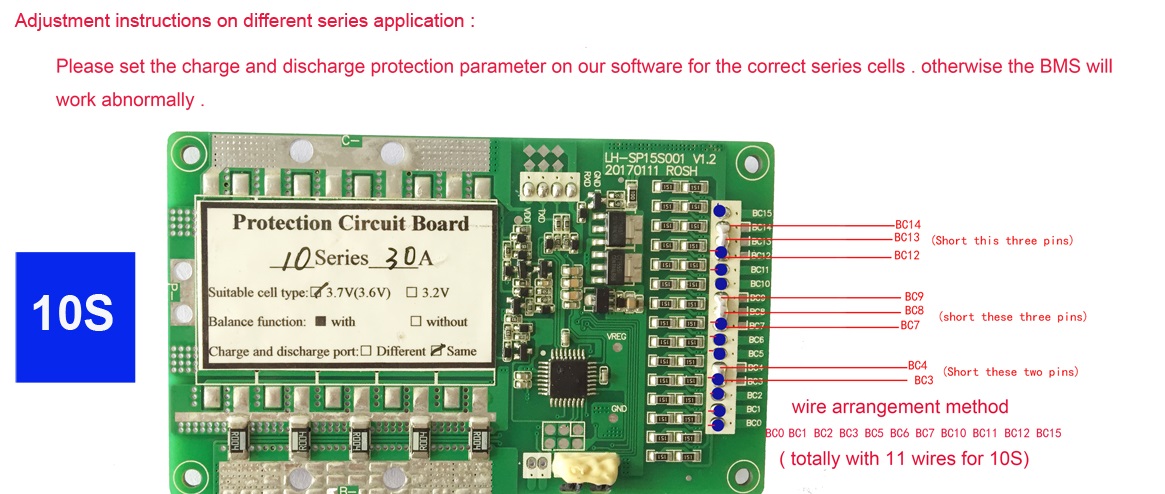 Adjustment instructions on different series application :
Please set the charge and discharge protection parameter on our software for the correct series cells . otherwise the BMS will
work abnormally .
10S
C-
P-
B-
LH-SP15S001 V1.2
20170111 ROSH
GND
RXD
TXD
VDD
Protection Circuit Board
10 Series 30A
Suitable cell type: 3.7V(3.6V) 3.2V
Balance function: with without
Charge and discharge port: Different Same
VREG
GND
BC15
BC14
BC13
BC12
BC11
BC10
BC9
BC8
BC7
BC6
BC5
BC4
BC3
BC2
BC1
BC0
BC14
BC13 (Short this three pins)
BC12
BC9
BC8 (short these three pins)
BC7
BC4 (Short these two pins)
BC3
wire arrangement method
BC0 BC1 BC2 BC3 BC5 BC6 BC7 BC10 BC11 BC12 BC15
( totally with 11 wires for 10S)